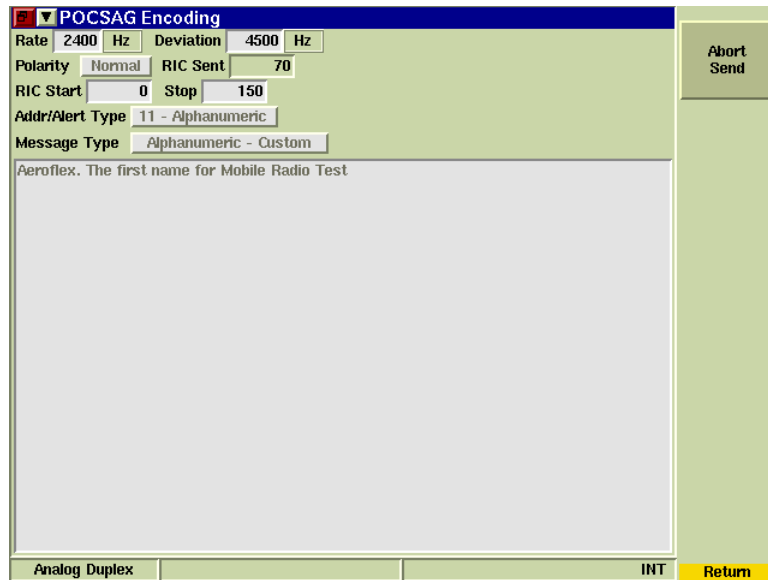 POCSAG Encoding
Rate 2400 Hz Deviation 4500 Hz
Polarity Normal RIC Sent 70
RIC Start 0 Stop 150
Addr/Alert Type 11 - Alphanumeric
Message Type Alphanumeric - Custom
Aeroflex. The first name for Mobile Radio Test
Abort
Send
Analog Duplex INT Return